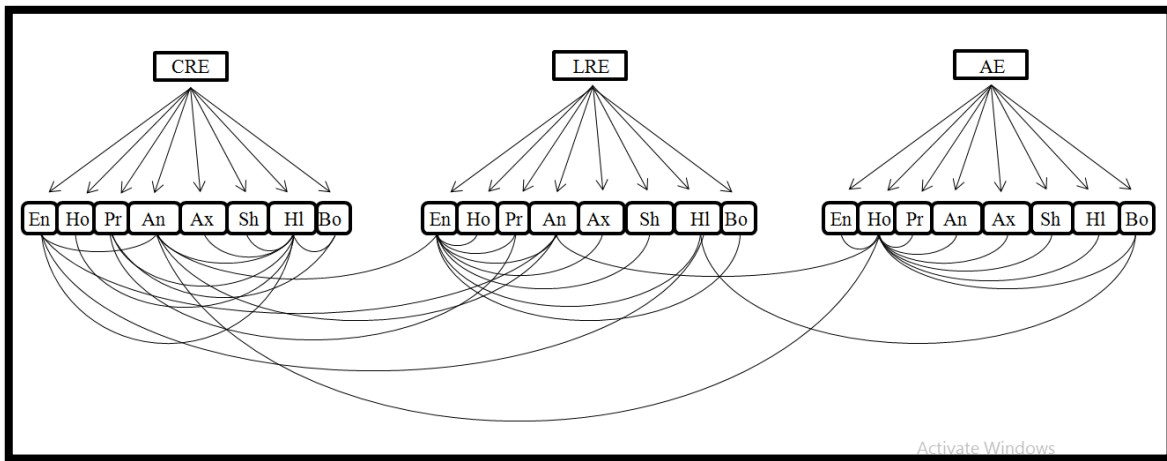 CRE LRE AE
En Ho Pr An Ax Sh Hl Bo En Ho Pr An Ax Sh Hl Bo En Ho Pr An Ax Sh Hl Bo
Activate Windows